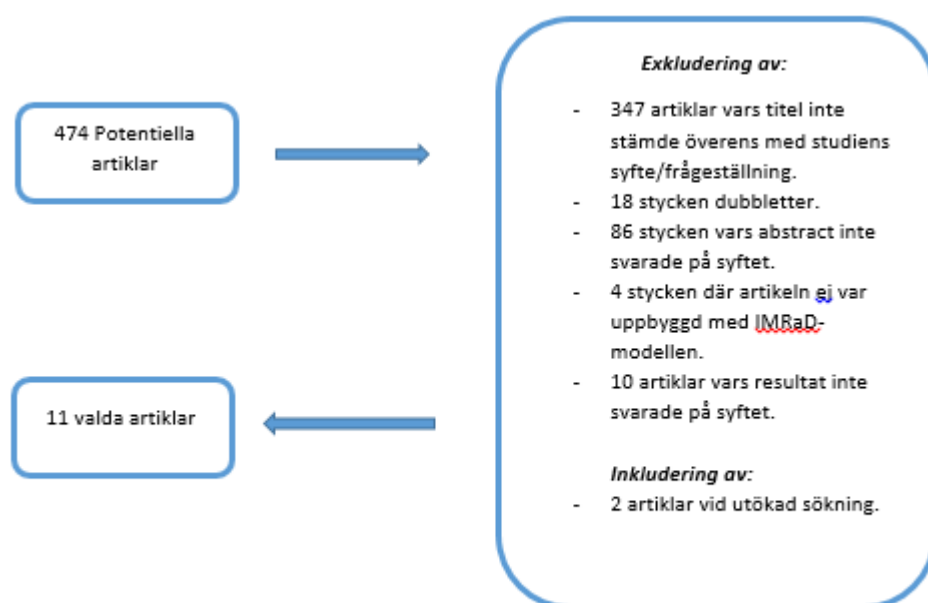 474 Potentiella
artiklar
Exkludering av:
- 347 artiklar vars titel inte
stämde överens med studiens
syfte/frågeställning.
- 18 stycken dubbletter.
- 86 stycken vars abstract inte
svarade på syftet.
- 4 stycken där artikeln ej var
uppbyggd med IMRaD-
modellen.
- 10 artiklar vars resultat inte
svarade på syftet.
Inkludering av:
- 2 artiklar vid utökad sökning.
11 valda artiklar